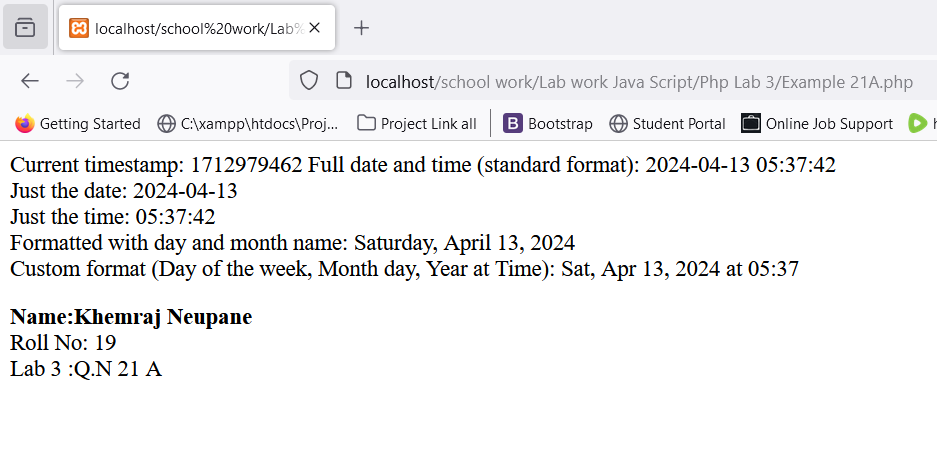 localhost/school%20work/Lab%
localhost/school work/Lab work Java Script/Php Lab 3/Example 21A.php
Getting Started C:\xampp\htdocs\Proj... Project Link all B Bootstrap Student Portal Online Job Support
Current timestamp: 1712979462 Full date and time (standard format): 2024-04-13 05:37:42
Just the date: 2024-04-13
Just the time: 05:37:42
Formatted with day and month name: Saturday, April 13, 2024
Custom format (Day of the week, Month day, Year at Time): Sat, Apr 13, 2024 at 05:37
Name:Khemraj Neupane
Roll No: 19
Lab 3 :Q.N 21 A